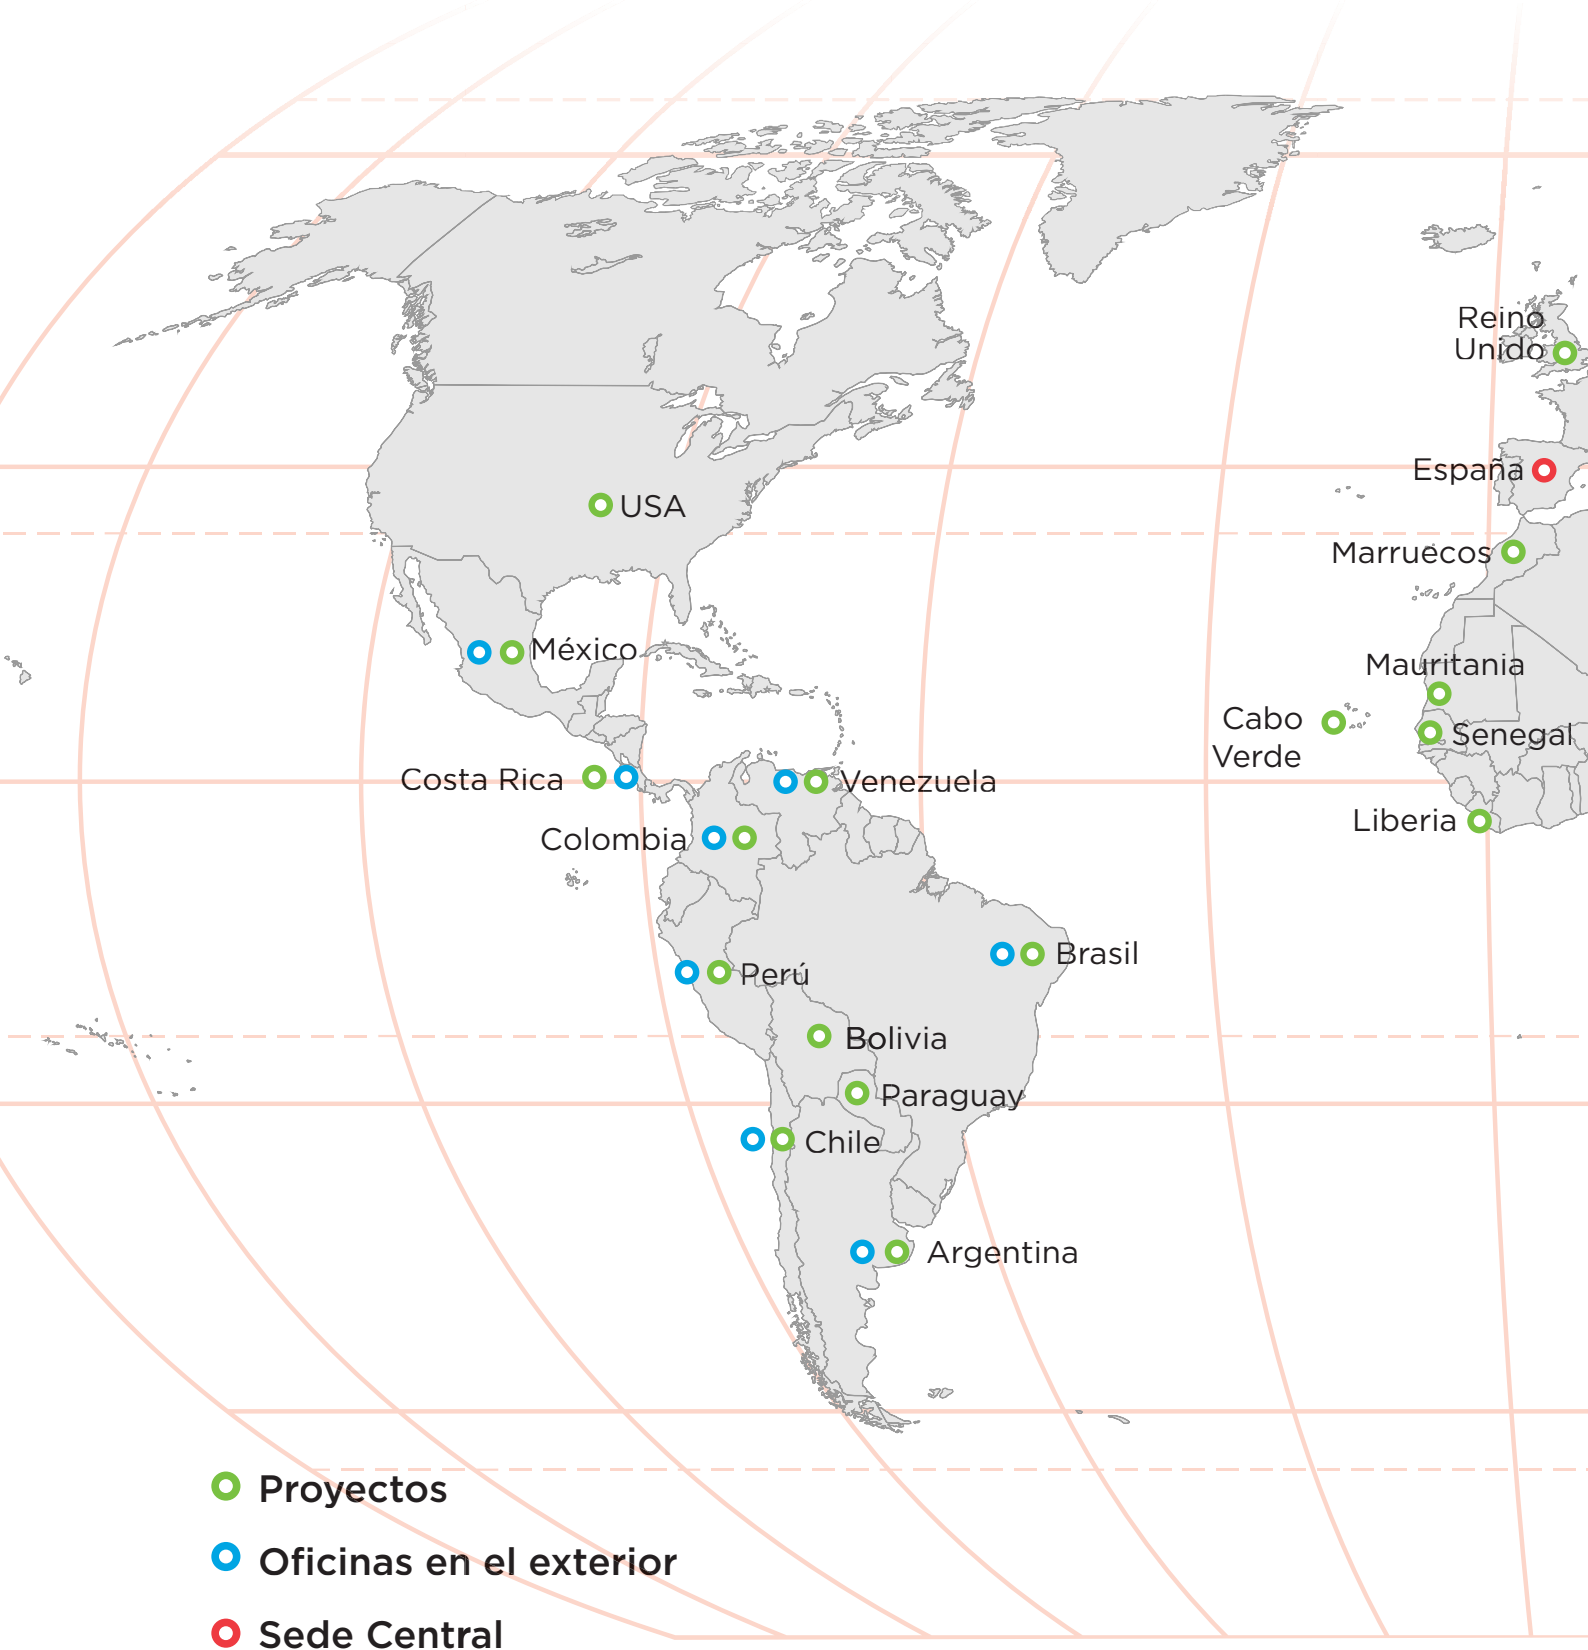 Reino
Unido
España
USA
Marruecos
México
Mauritania
Cabo
Verde
Senegal
Costa Rica
Venezuela
Liberia
Colombia
Brasil
Perú
Bolivia
Paraguay
Chile
Argentina
Proyectos
Oficinas en el exterior
Sede Central